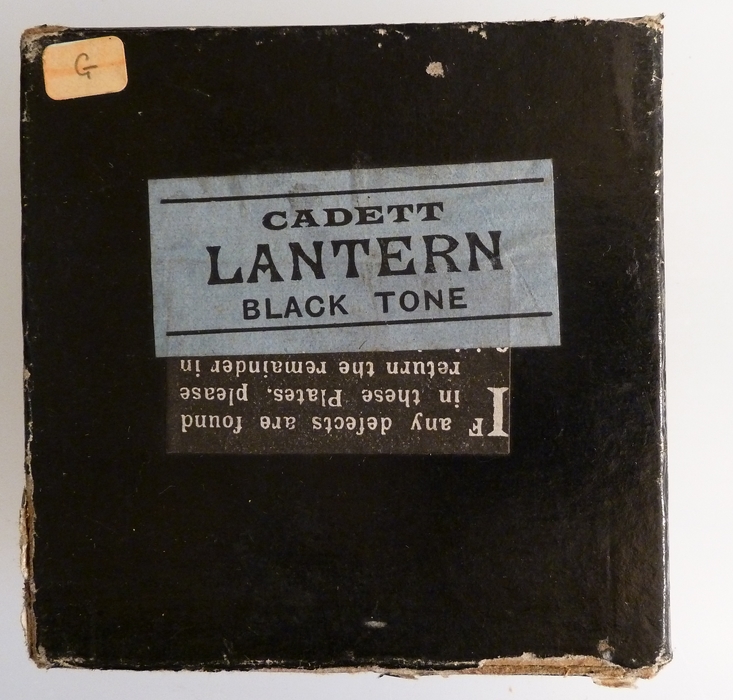 G
CADETT
LANTERN
BLACK TONE
IF any defects are found
in these Plates, please
return the remainder in